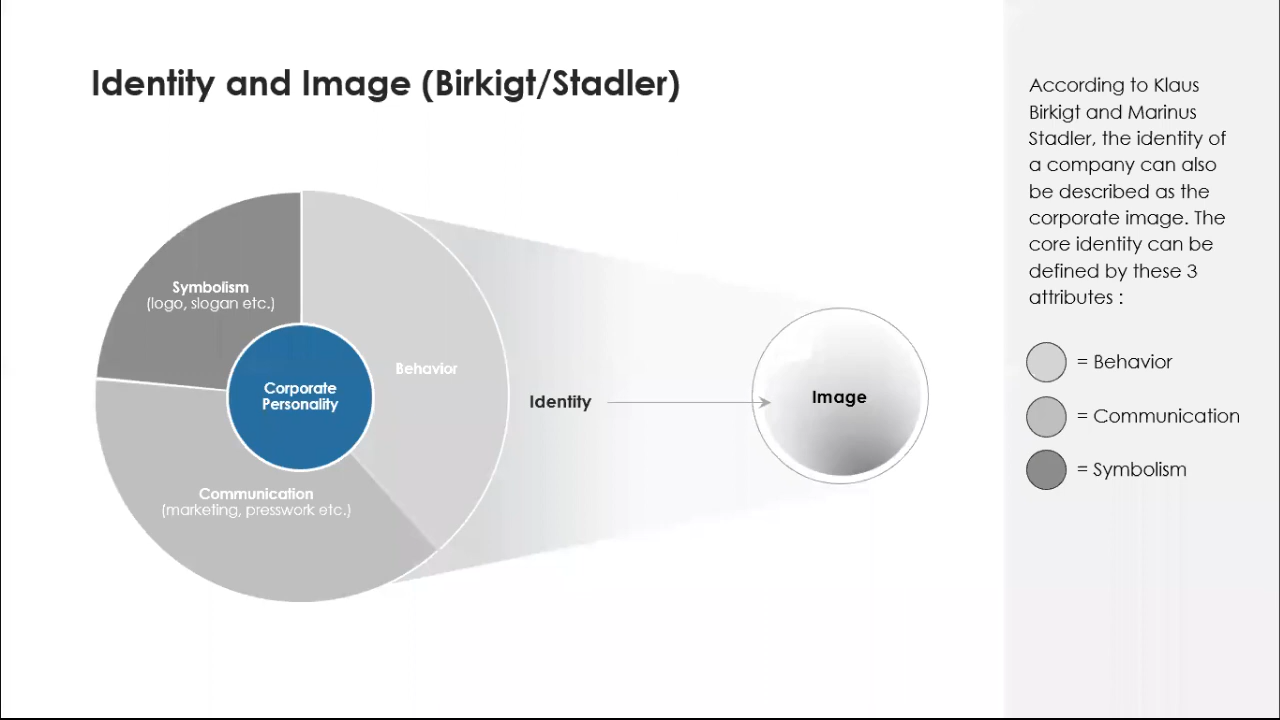 Identity and Image (Birkigt/Stadler)
Symbolism
(logo, slogan etc.)
Corporate
Personality
Behavior
Communication
(marketing, presswork etc.)
Identity
Image
According to Klaus
Birkigt and Marinus
Stadler, the identity of
a company can also
be described as the
corporate image. The
core identity can be
defined by these 3
attributes :
= Behavior
= Communication
= Symbolism